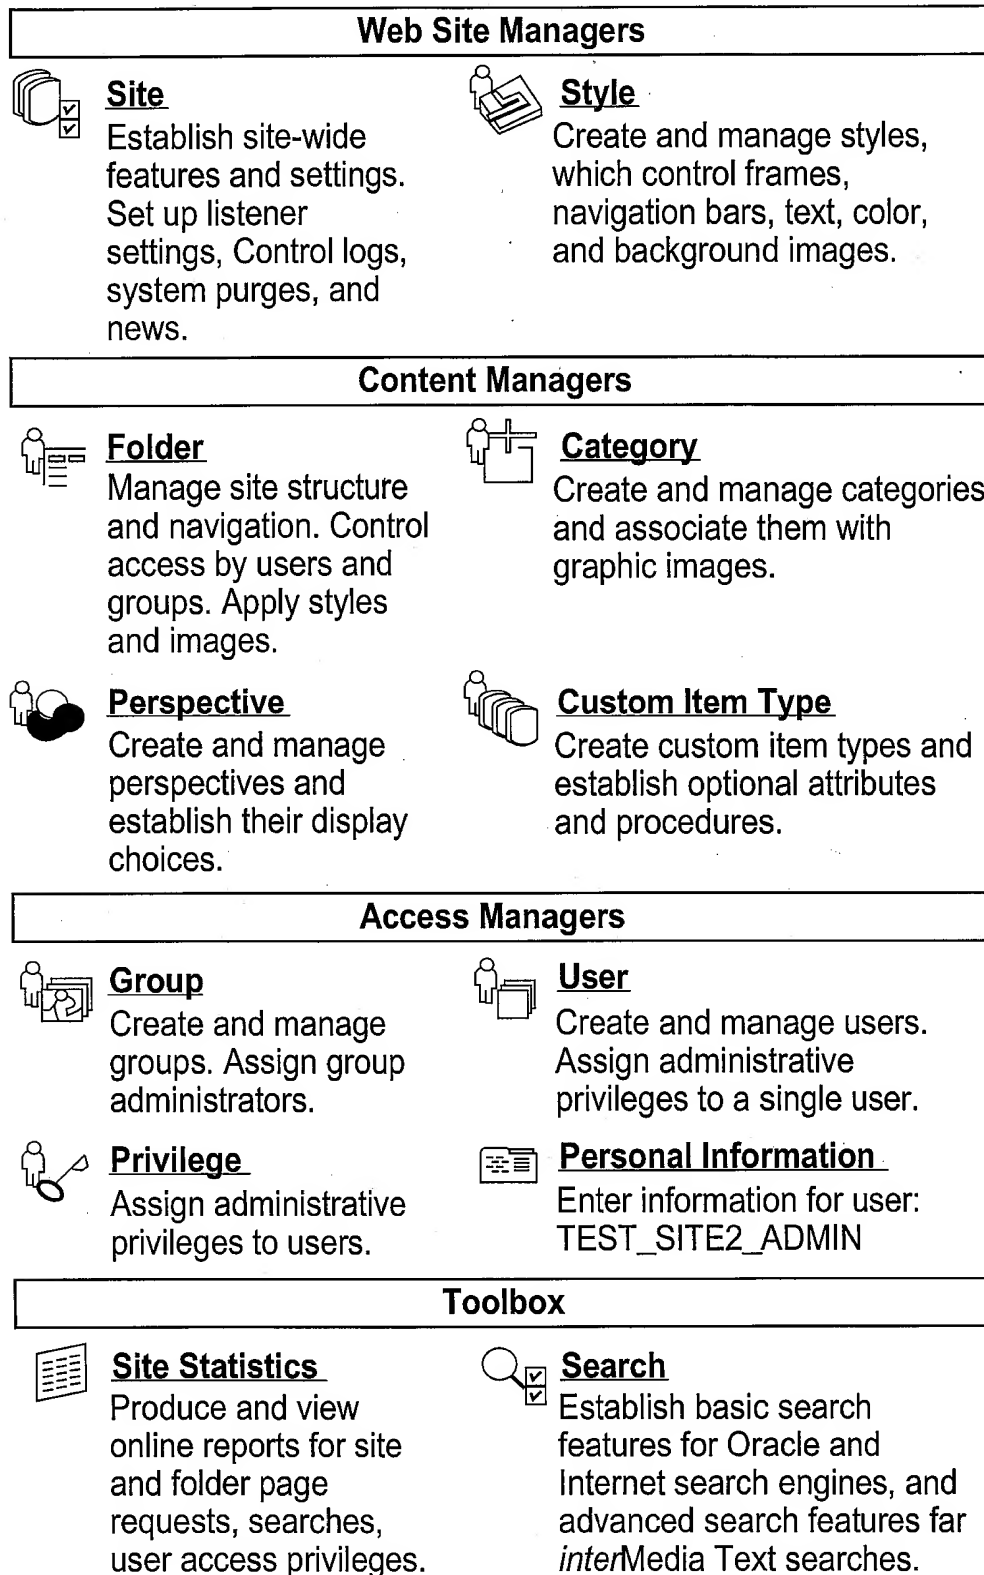 Web Site Managers
Site
Establish site-wide
features and settings.
Set up listener
settings, Control logs,
system purges, and
news.
Style
Create and manage styles,
which control frames,
navigation bars, text, color,
and background images.
Content Managers
Folder
Manage site structure
and navigation. Control
access by users and
groups. Apply styles
and images.
Category
Create and manage categories
and associate them with
graphic images.
Perspective
Create and manage
perspectives and
establish their display
choices.
Custom Item Type
Create custom item types and
establish optional attributes
and procedures.
Access Managers
Group
Create and manage
groups. Assign group
administrators.
User
Create and manage users.
Assign administrative
privileges to a single user.
Privilege
Assign administrative
privileges to users.
Personal Information
Enter information for user:
TEST_SITE2_ADMIN
Toolbox
Site Statistics
Produce and view
online reports for site
and folder page
requests, searches,
user access privileges.
Search
Establish basic search
features for Oracle and
Internet search engines, and
advanced search features far
interMedia Text searches.